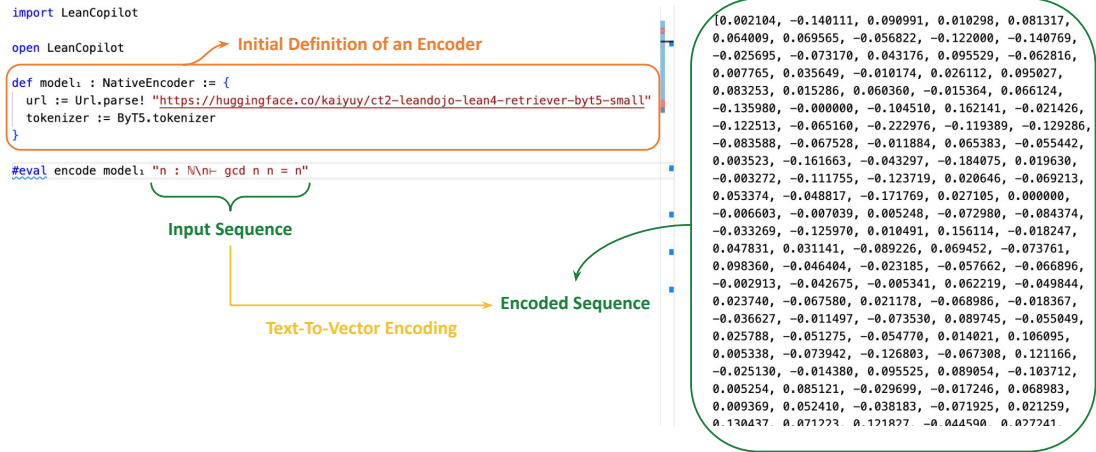 import LeanCopilot
open LeanCopilot
Initial Definition of an Encoder
def model₁ : NativeEncoder := {
url := Url.parse! "https://huggingface.co/kaiyuy/ct2-leandojo-lean4-retriever-byt5-small"
tokenizer := ByT5.tokenizer
}
#eval encode model₁ "n : ℕ\n⊢ gcd n n = n"
Input Sequence
Text-To-Vector Encoding
Encoded Sequence
[0.002104, -0.140111, 0.090991, 0.010298, 0.081317,
0.064009, 0.069565, -0.056822, -0.122000, -0.140769,
-0.025695, -0.073170, 0.043176, 0.095529, -0.062816,
0.007765, 0.035649, -0.010174, 0.026112, 0.095027,
0.083253, 0.015286, 0.060360, -0.015364, 0.066124,
-0.135980, -0.000000, -0.104510, 0.162141, -0.021426,
-0.122513, -0.065160, -0.222976, -0.119389, -0.129286,
-0.083588, -0.067528, -0.011884, 0.065383, -0.055442,
0.003523, -0.161663, -0.043297, -0.184075, 0.019630,
-0.003272, -0.111755, -0.123719, 0.020646, -0.069213,
0.053374, -0.048817, -0.171769, 0.027105, 0.000000,
-0.006603, -0.007039, 0.005248, -0.072980, -0.084374,
-0.033269, -0.125970, 0.010491, 0.156114, -0.018247,
0.047831, 0.031141, -0.089226, 0.069452, -0.073761,
0.098360, -0.046404, -0.023185, -0.057662, -0.066896,
-0.002913, -0.042675, -0.005341, 0.062219, -0.049844,
0.023740, -0.067580, 0.021178, -0.068986, -0.018367,
-0.036627, -0.011497, -0.073530, 0.089745, -0.055049,
0.025788, -0.051275, -0.054770, 0.014021, 0.106095,
0.005338, -0.073942, -0.126803, -0.067308, 0.121166,
-0.025130, -0.014380, 0.095525, 0.089054, -0.103712,
0.005254, 0.085121, -0.029699, -0.017246, 0.068983,
0.009369, 0.052410, -0.038183, -0.071925, 0.021259,
0.130437, 0.071223, 0.121827, -0.044590, 0.027241,